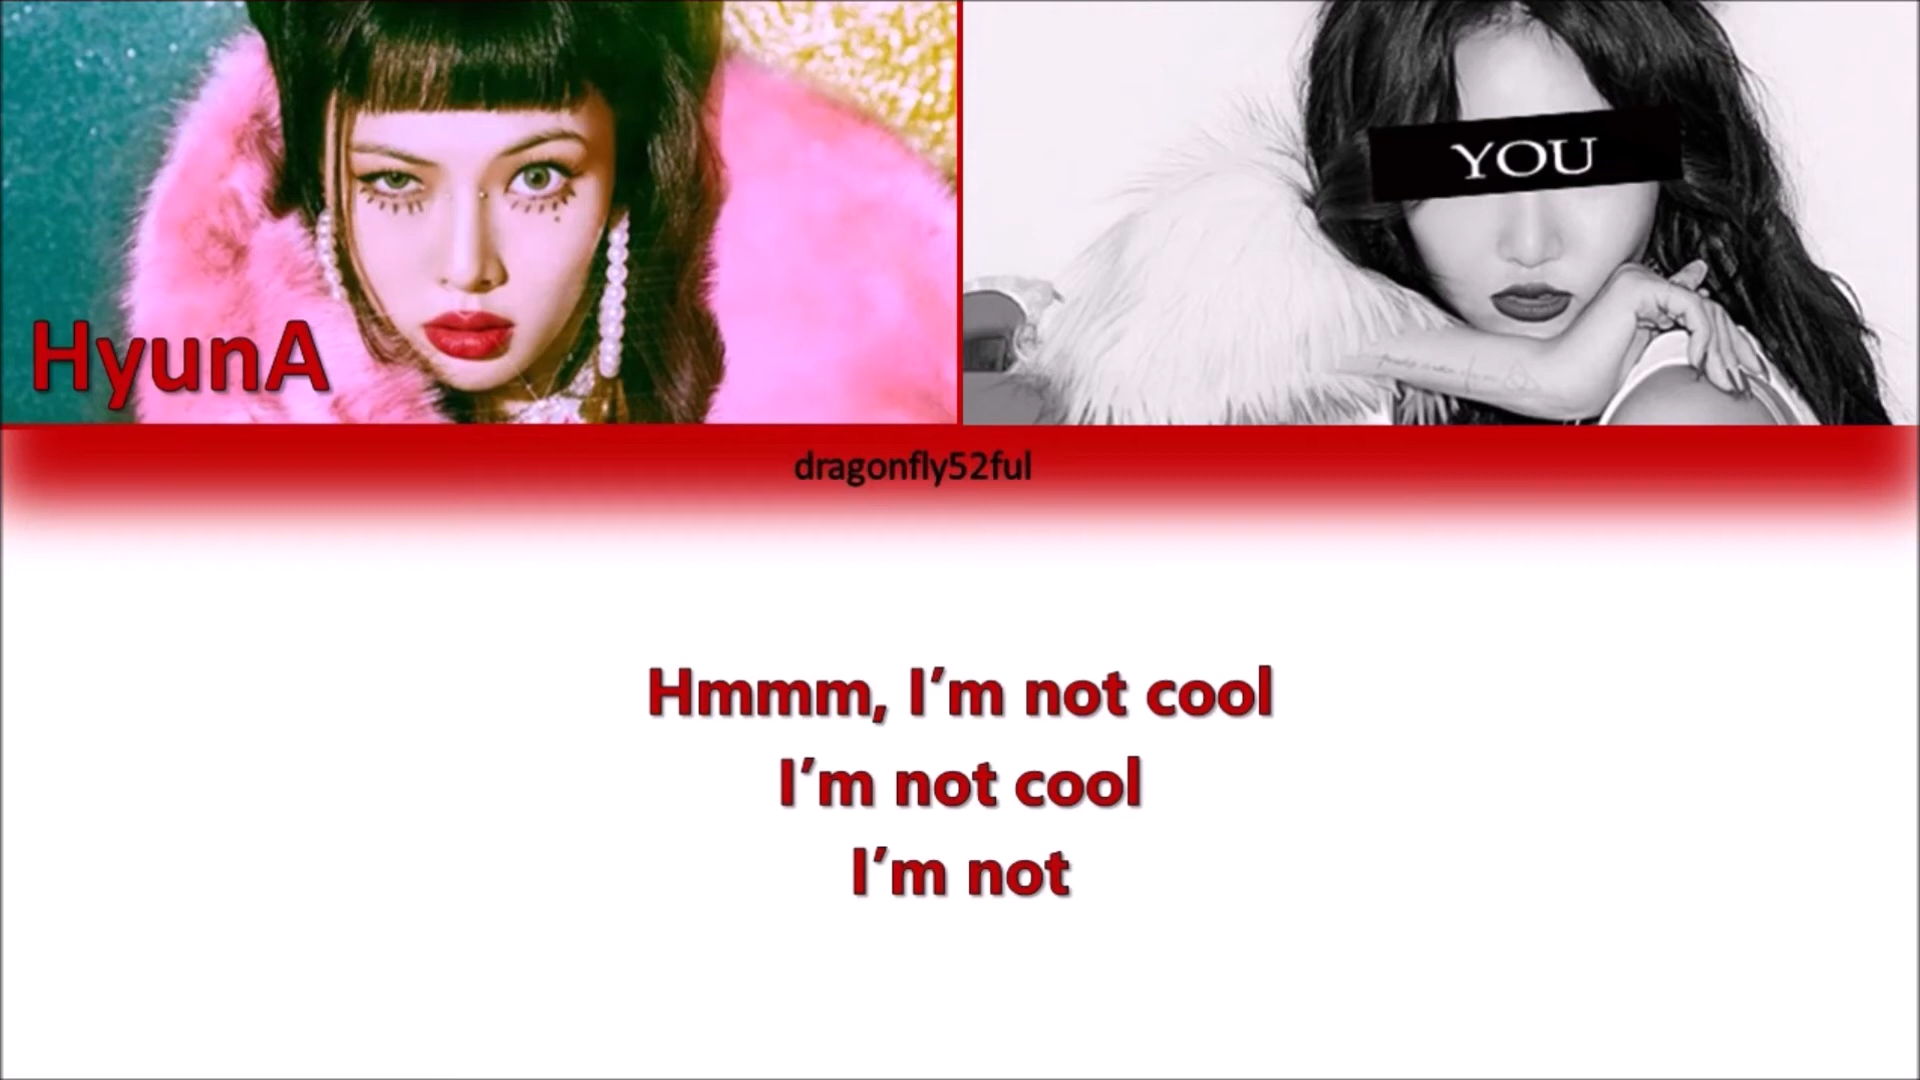 YOU
HyunA
dragonfly52ful
Hmmm, I’m not cool
I’m not cool
I’m not